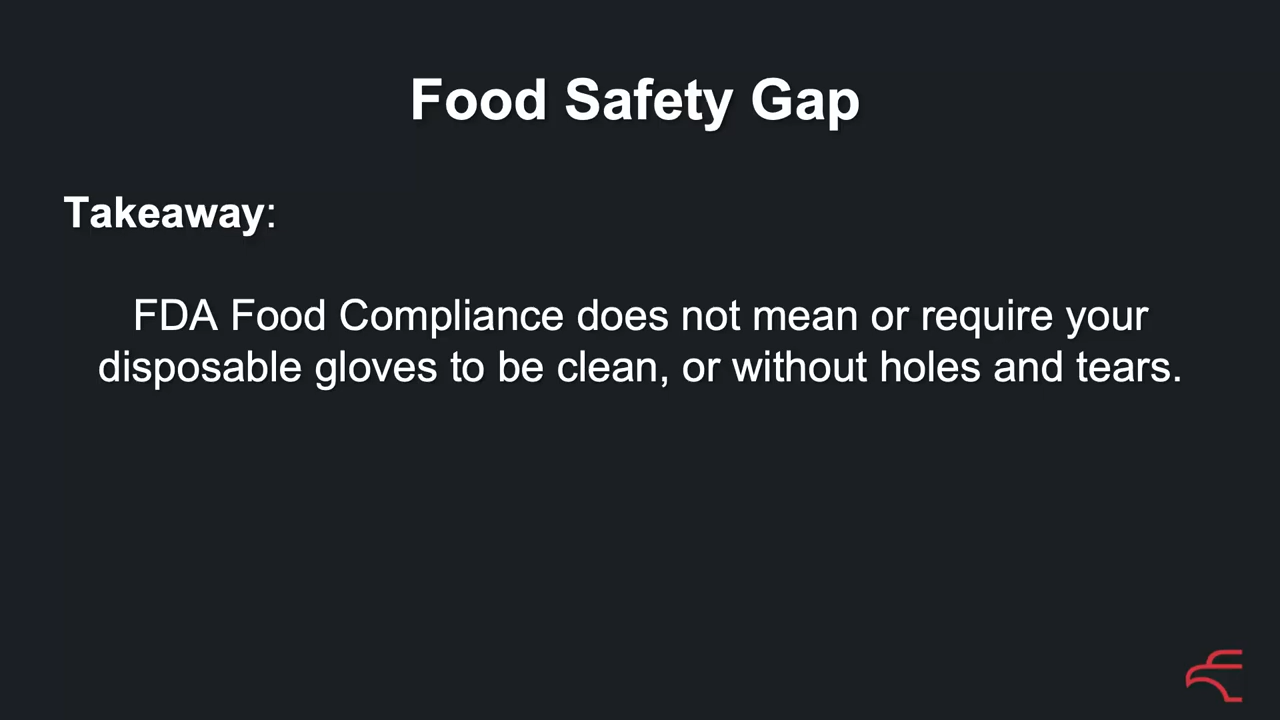 Food Safety Gap
Takeaway:
FDA Food Compliance does not mean or require your
disposable gloves to be clean, or without holes and tears.